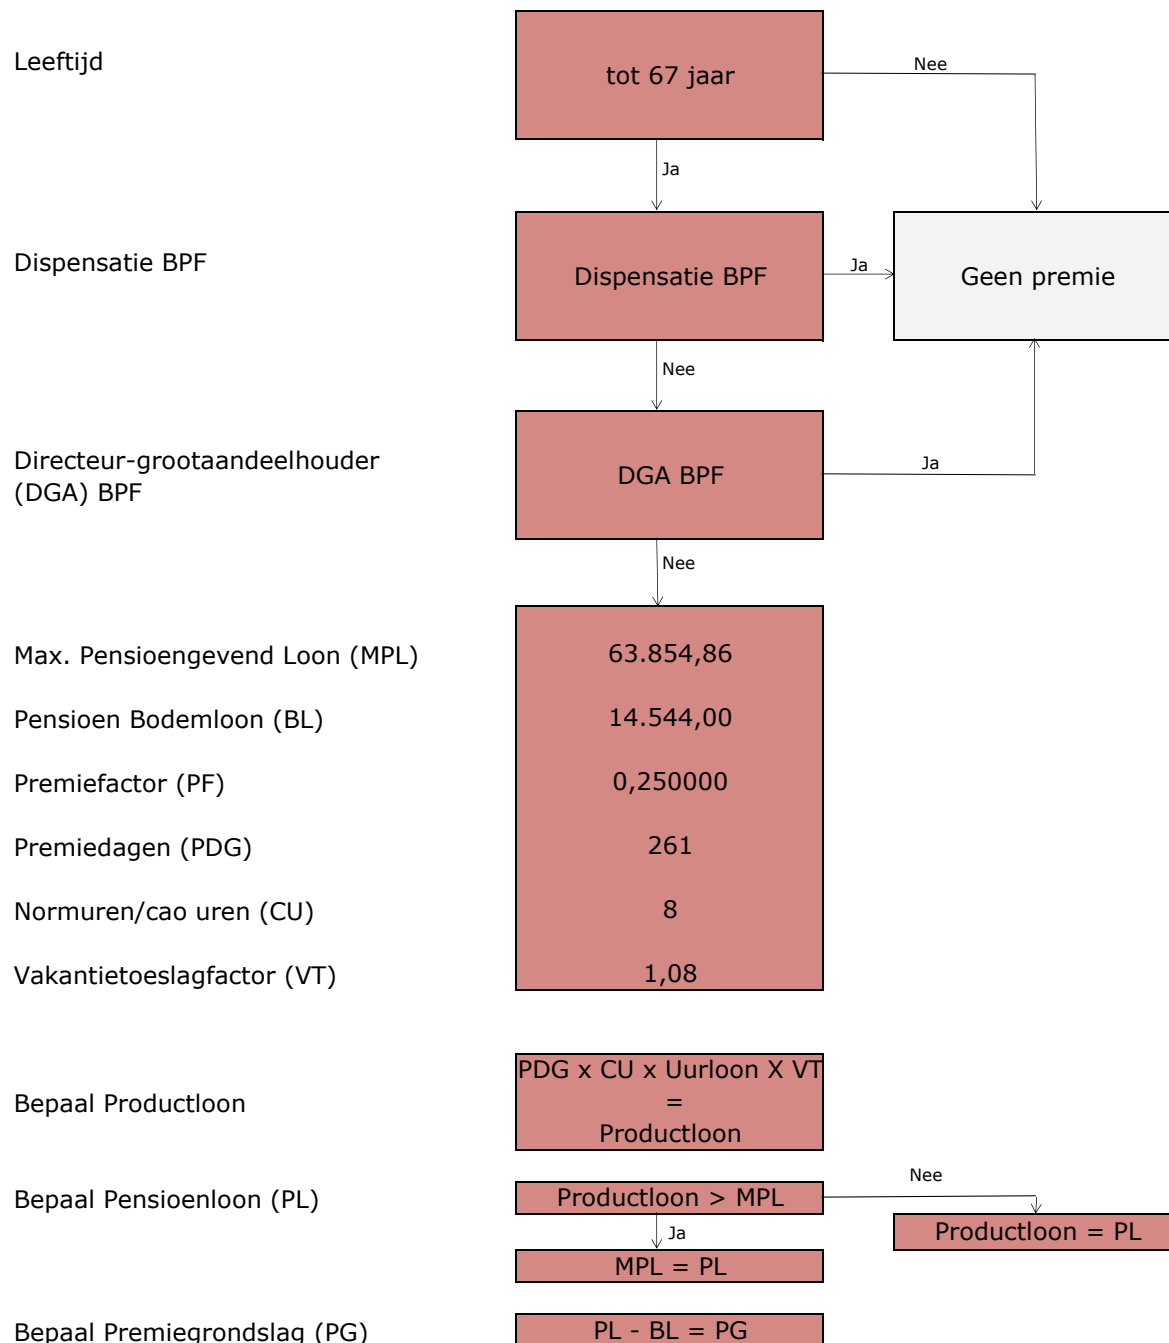 Leeftijd
tot 67 jaar
Nee
Ja
Dispensatie BPF
Dispensatie BPF
Ja
Geen premie
Nee
Directeur-grootaandeelhouder
(DGA) BPF
DGA BPF
Ja
Nee
Max. Pensioengevend Loon (MPL)
63.854,86
Pensioen Bodemloon (BL)
14.544,00
Premiefactor (PF)
0,250000
Premiedagen (PDG)
261
Normuren/cao uren (CU)
8
Vakantietoeslagfactor (VT)
1,08
Bepaal Productloon
PDG x CU x Uurloon X VT
=
Productloon
Bepaal Pensioenloon (PL)
Productloon > MPL
Nee
Productloon = PL
Ja
MPL = PL
Bepaal Premiegrondslag (PG)
PL - BL = PG